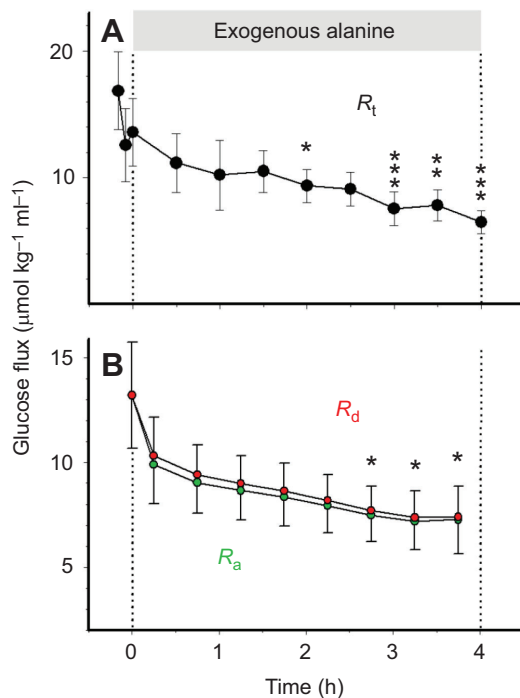 A
Exogenous alanine
20
10
Rt
*
***
**
***
Glucose flux (μmol kg⁻¹ ml⁻¹)
B
15
10
5
Rd
*
*
*
Ra
0
1
2
3
4
Time (h)